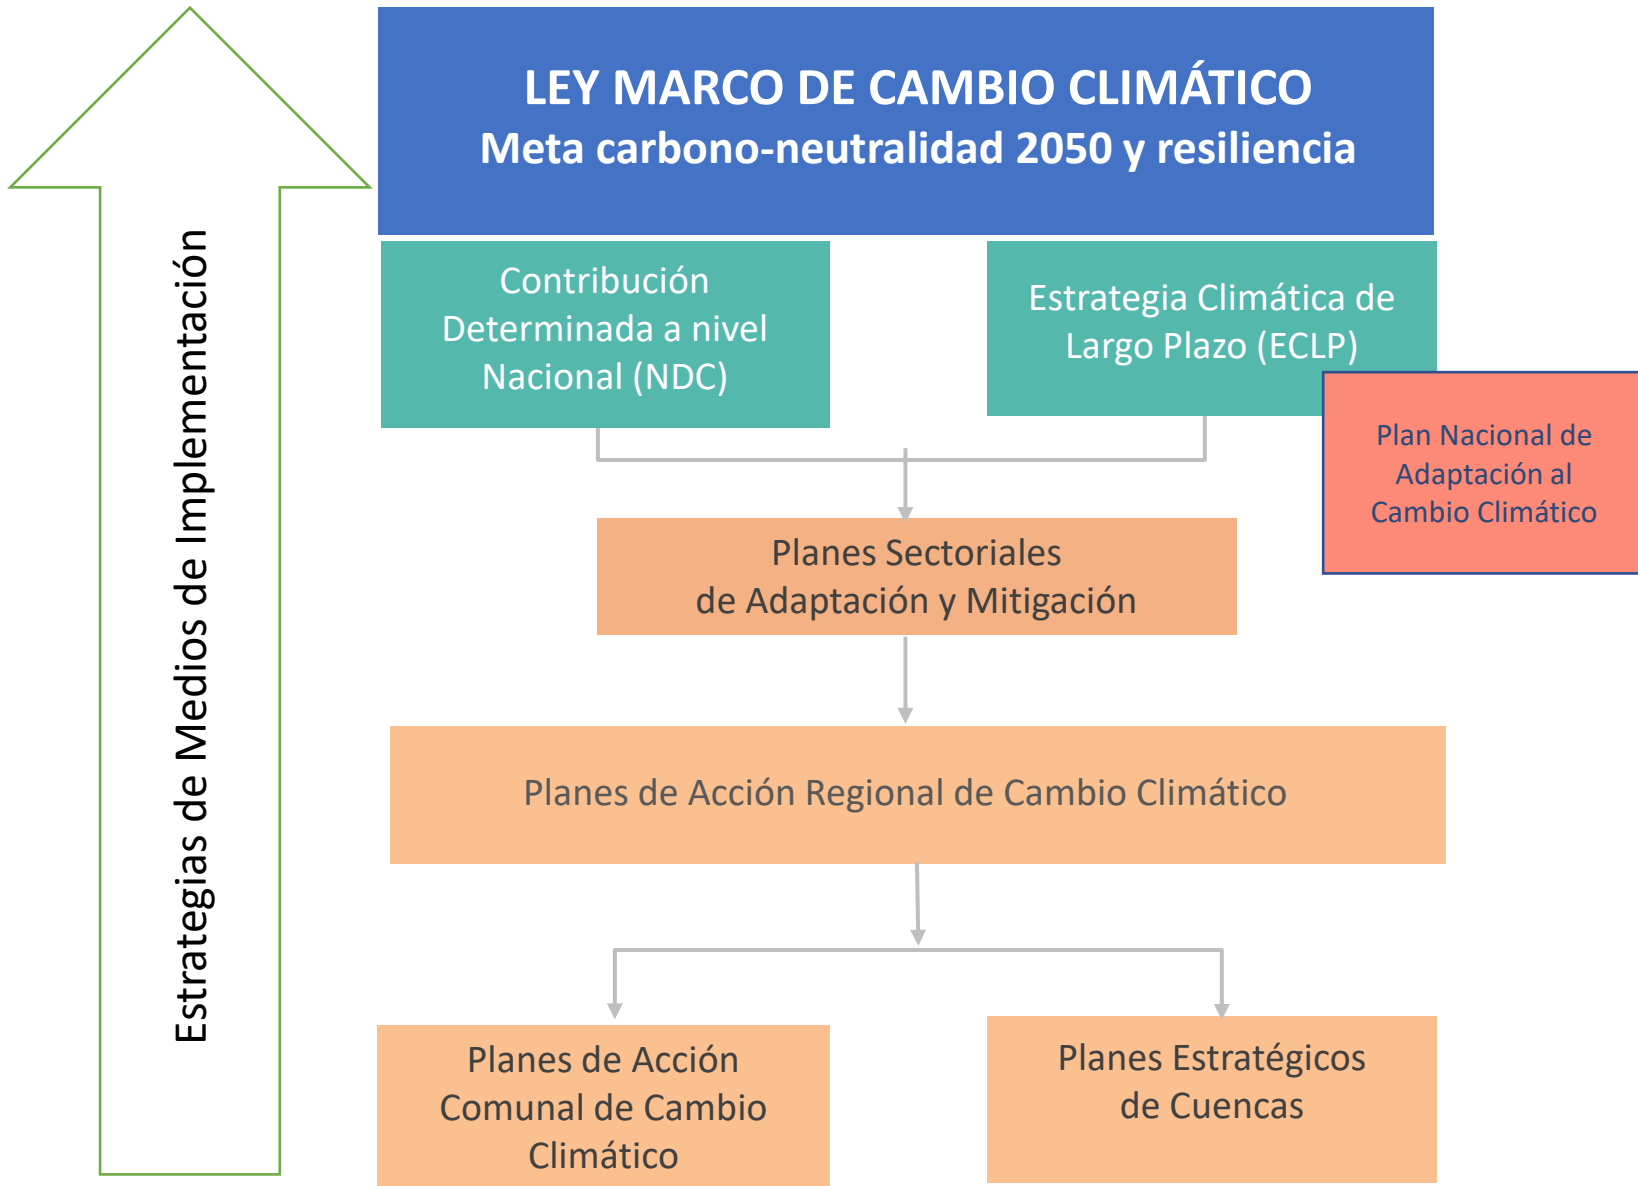 LEY MARCO DE CAMBIO CLIMÁTICO
Meta carbono-neutralidad 2050 y resiliencia
Contribución
Determinada a nivel
Nacional (NDC)
Estrategia Climática de
Largo Plazo (ECLP)
Plan Nacional de
Adaptación al
Cambio Climático
Planes Sectoriales
de Adaptación y Mitigación
Planes de Acción Regional de Cambio Climático
Planes de Acción
Comunal de Cambio
Climático
Planes Estratégicos
de Cuencas
Estrategias de Medios de Implementación